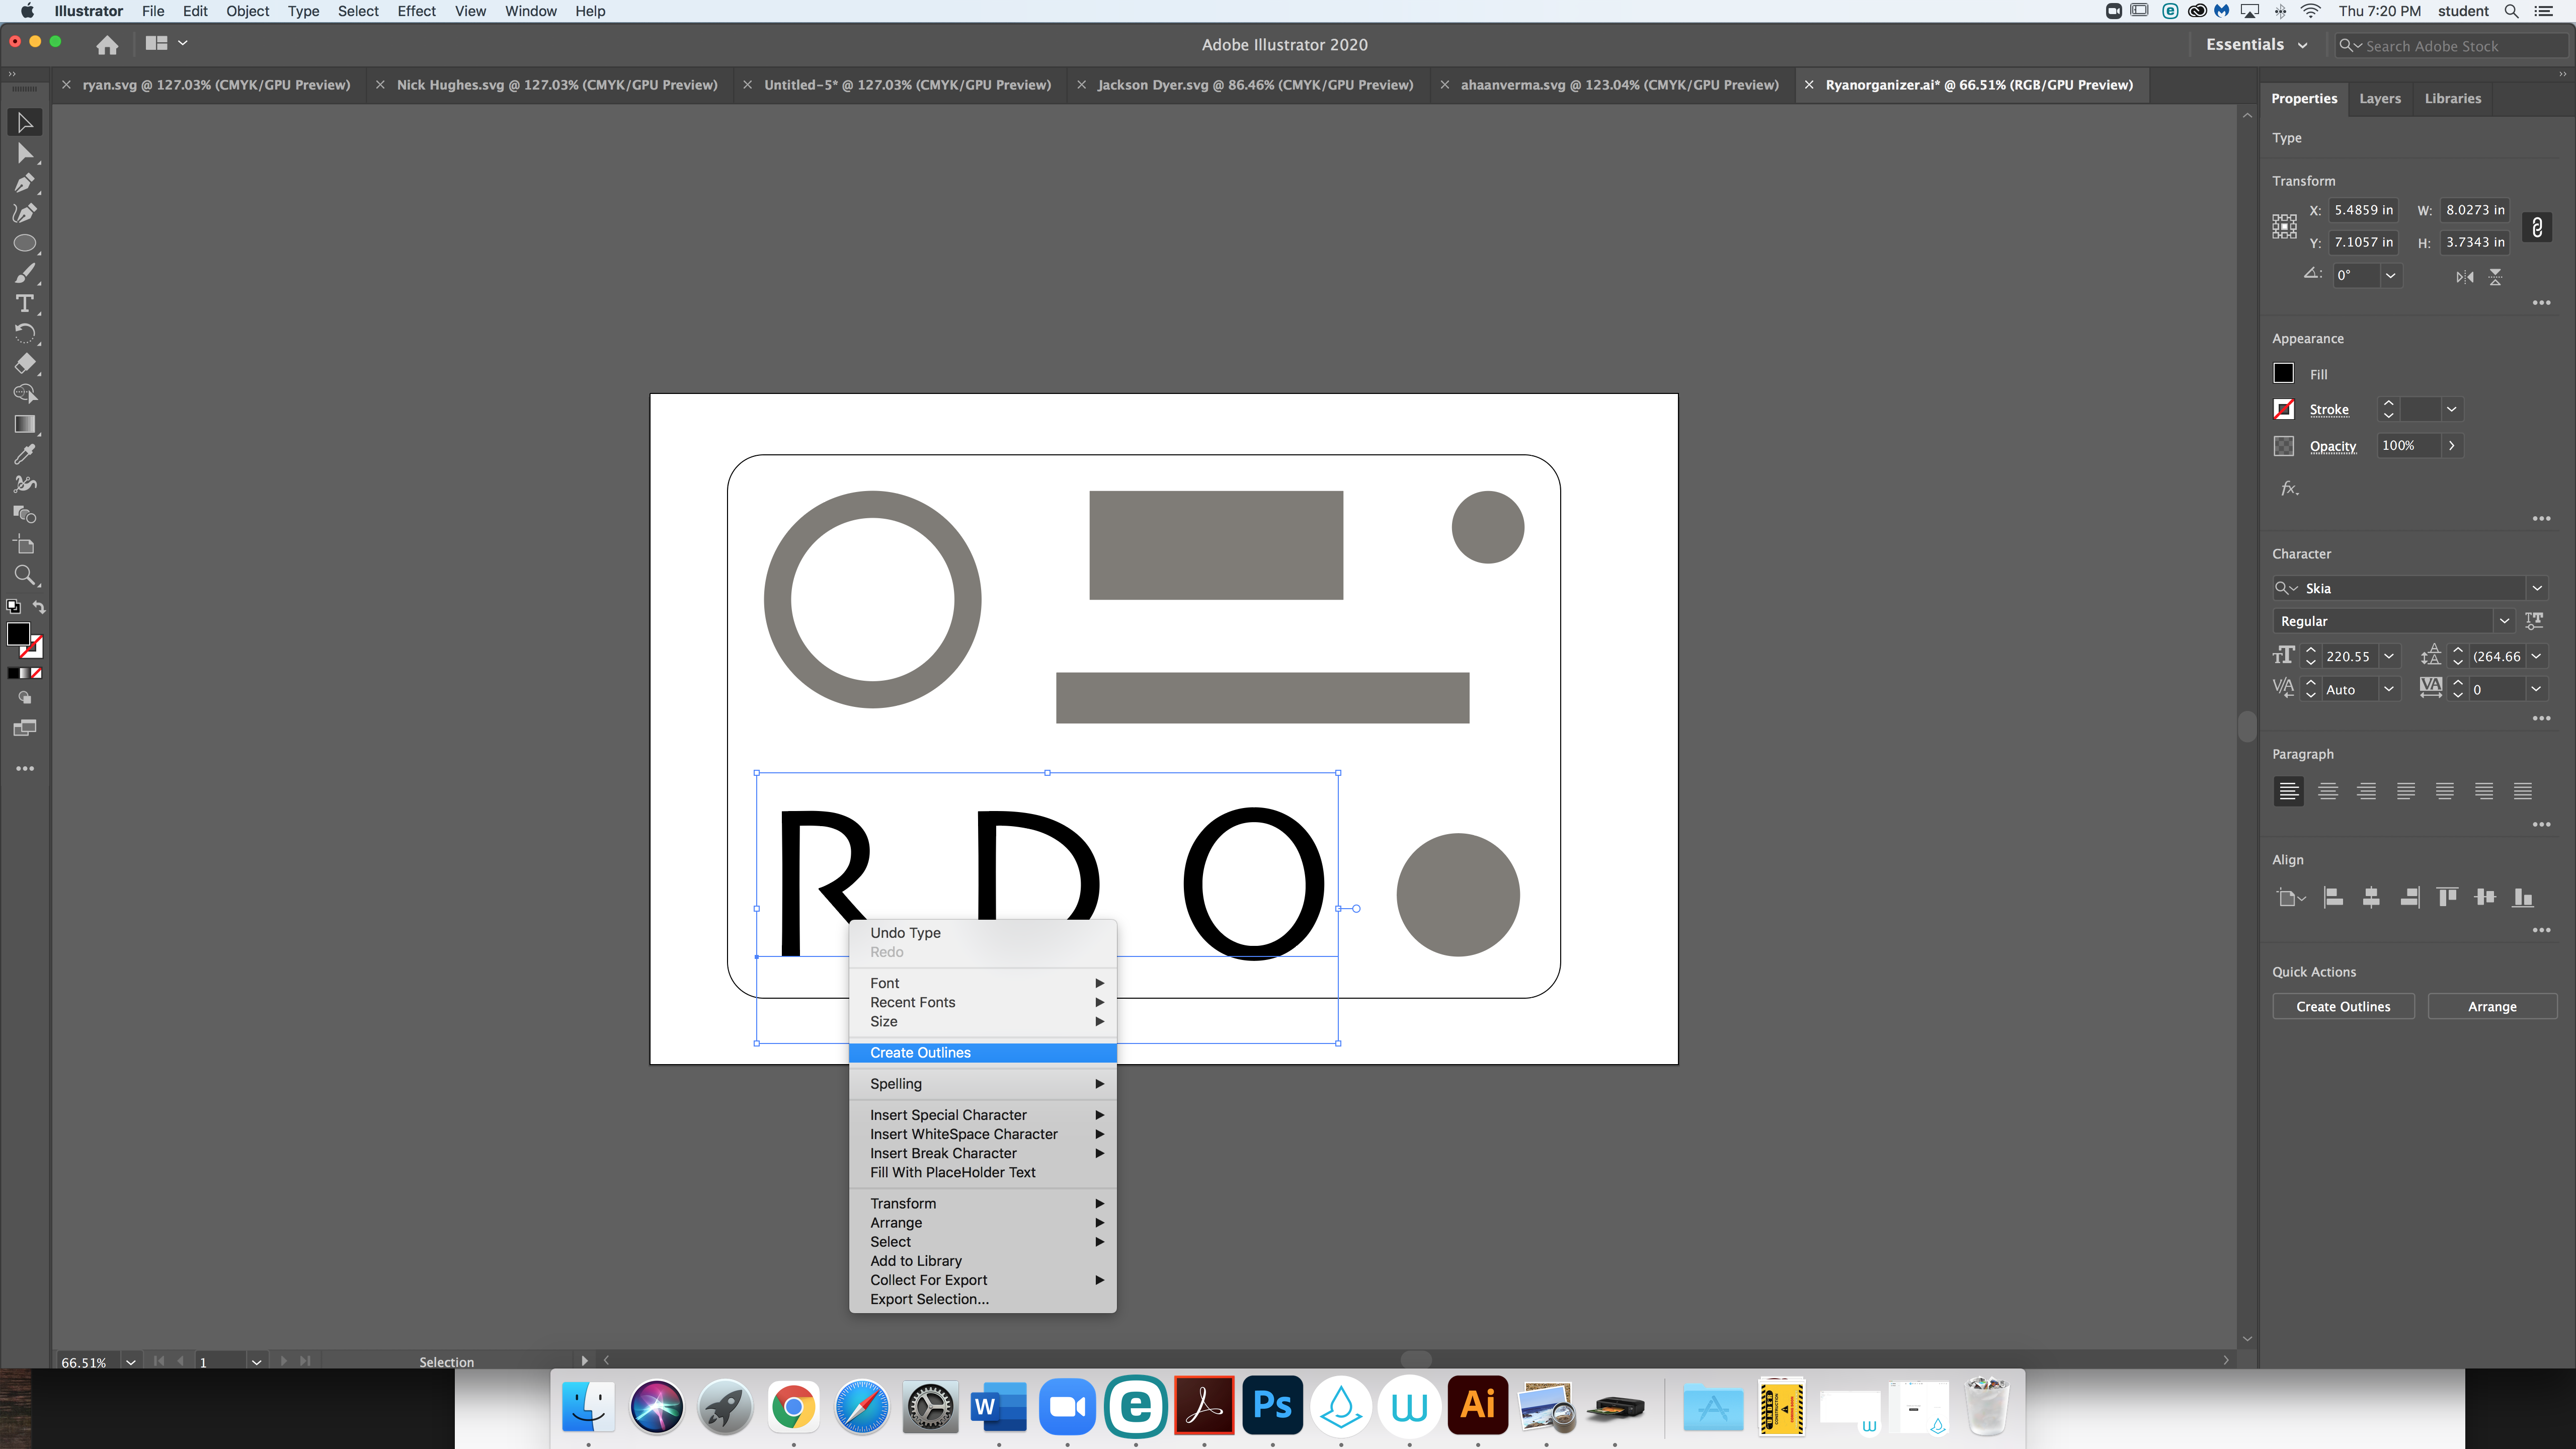 Illustrator File Edit Object Type Select Effect View Window Help Thu 7:20 PM student
Adobe Illustrator 2020 Essentials Search Adobe Stock
ryan.svg @ 127.03% (CMYK/GPU Preview) Nick Hughes.svg @ 127.03% (CMYK/GPU Preview) Untitled-5* @ 127.03% (CMYK/GPU Preview) Jackson Dyer.svg @ 86.46% (CMYK/GPU Preview) ahaanverma.svg @ 123.04% (CMYK/GPU Preview) Ryanorganizer.ai* @ 66.51% (RGB/GPU Preview)
R D O
Undo Type
Redo
Font
Recent Fonts
Size
Create Outlines
Spelling
Insert Special Character
Insert WhiteSpace Character
Insert Break Character
Fill With PlaceHolder Text
Transform
Arrange
Select
Add to Library
Collect For Export
Export Selection...
Properties Layers Libraries
Type
Transform
X: 5.4859 in W: 8.0273 in
Y: 7.1057 in H: 3.7343 in
0°
Appearance
Fill
Stroke
Opacity 100%
fx.
Character
Skia
Regular
220.55 (264.66
Auto 0
Paragraph
Align
Quick Actions
Create Outlines Arrange
66.51% 1 Selection
W e Ps W Ai